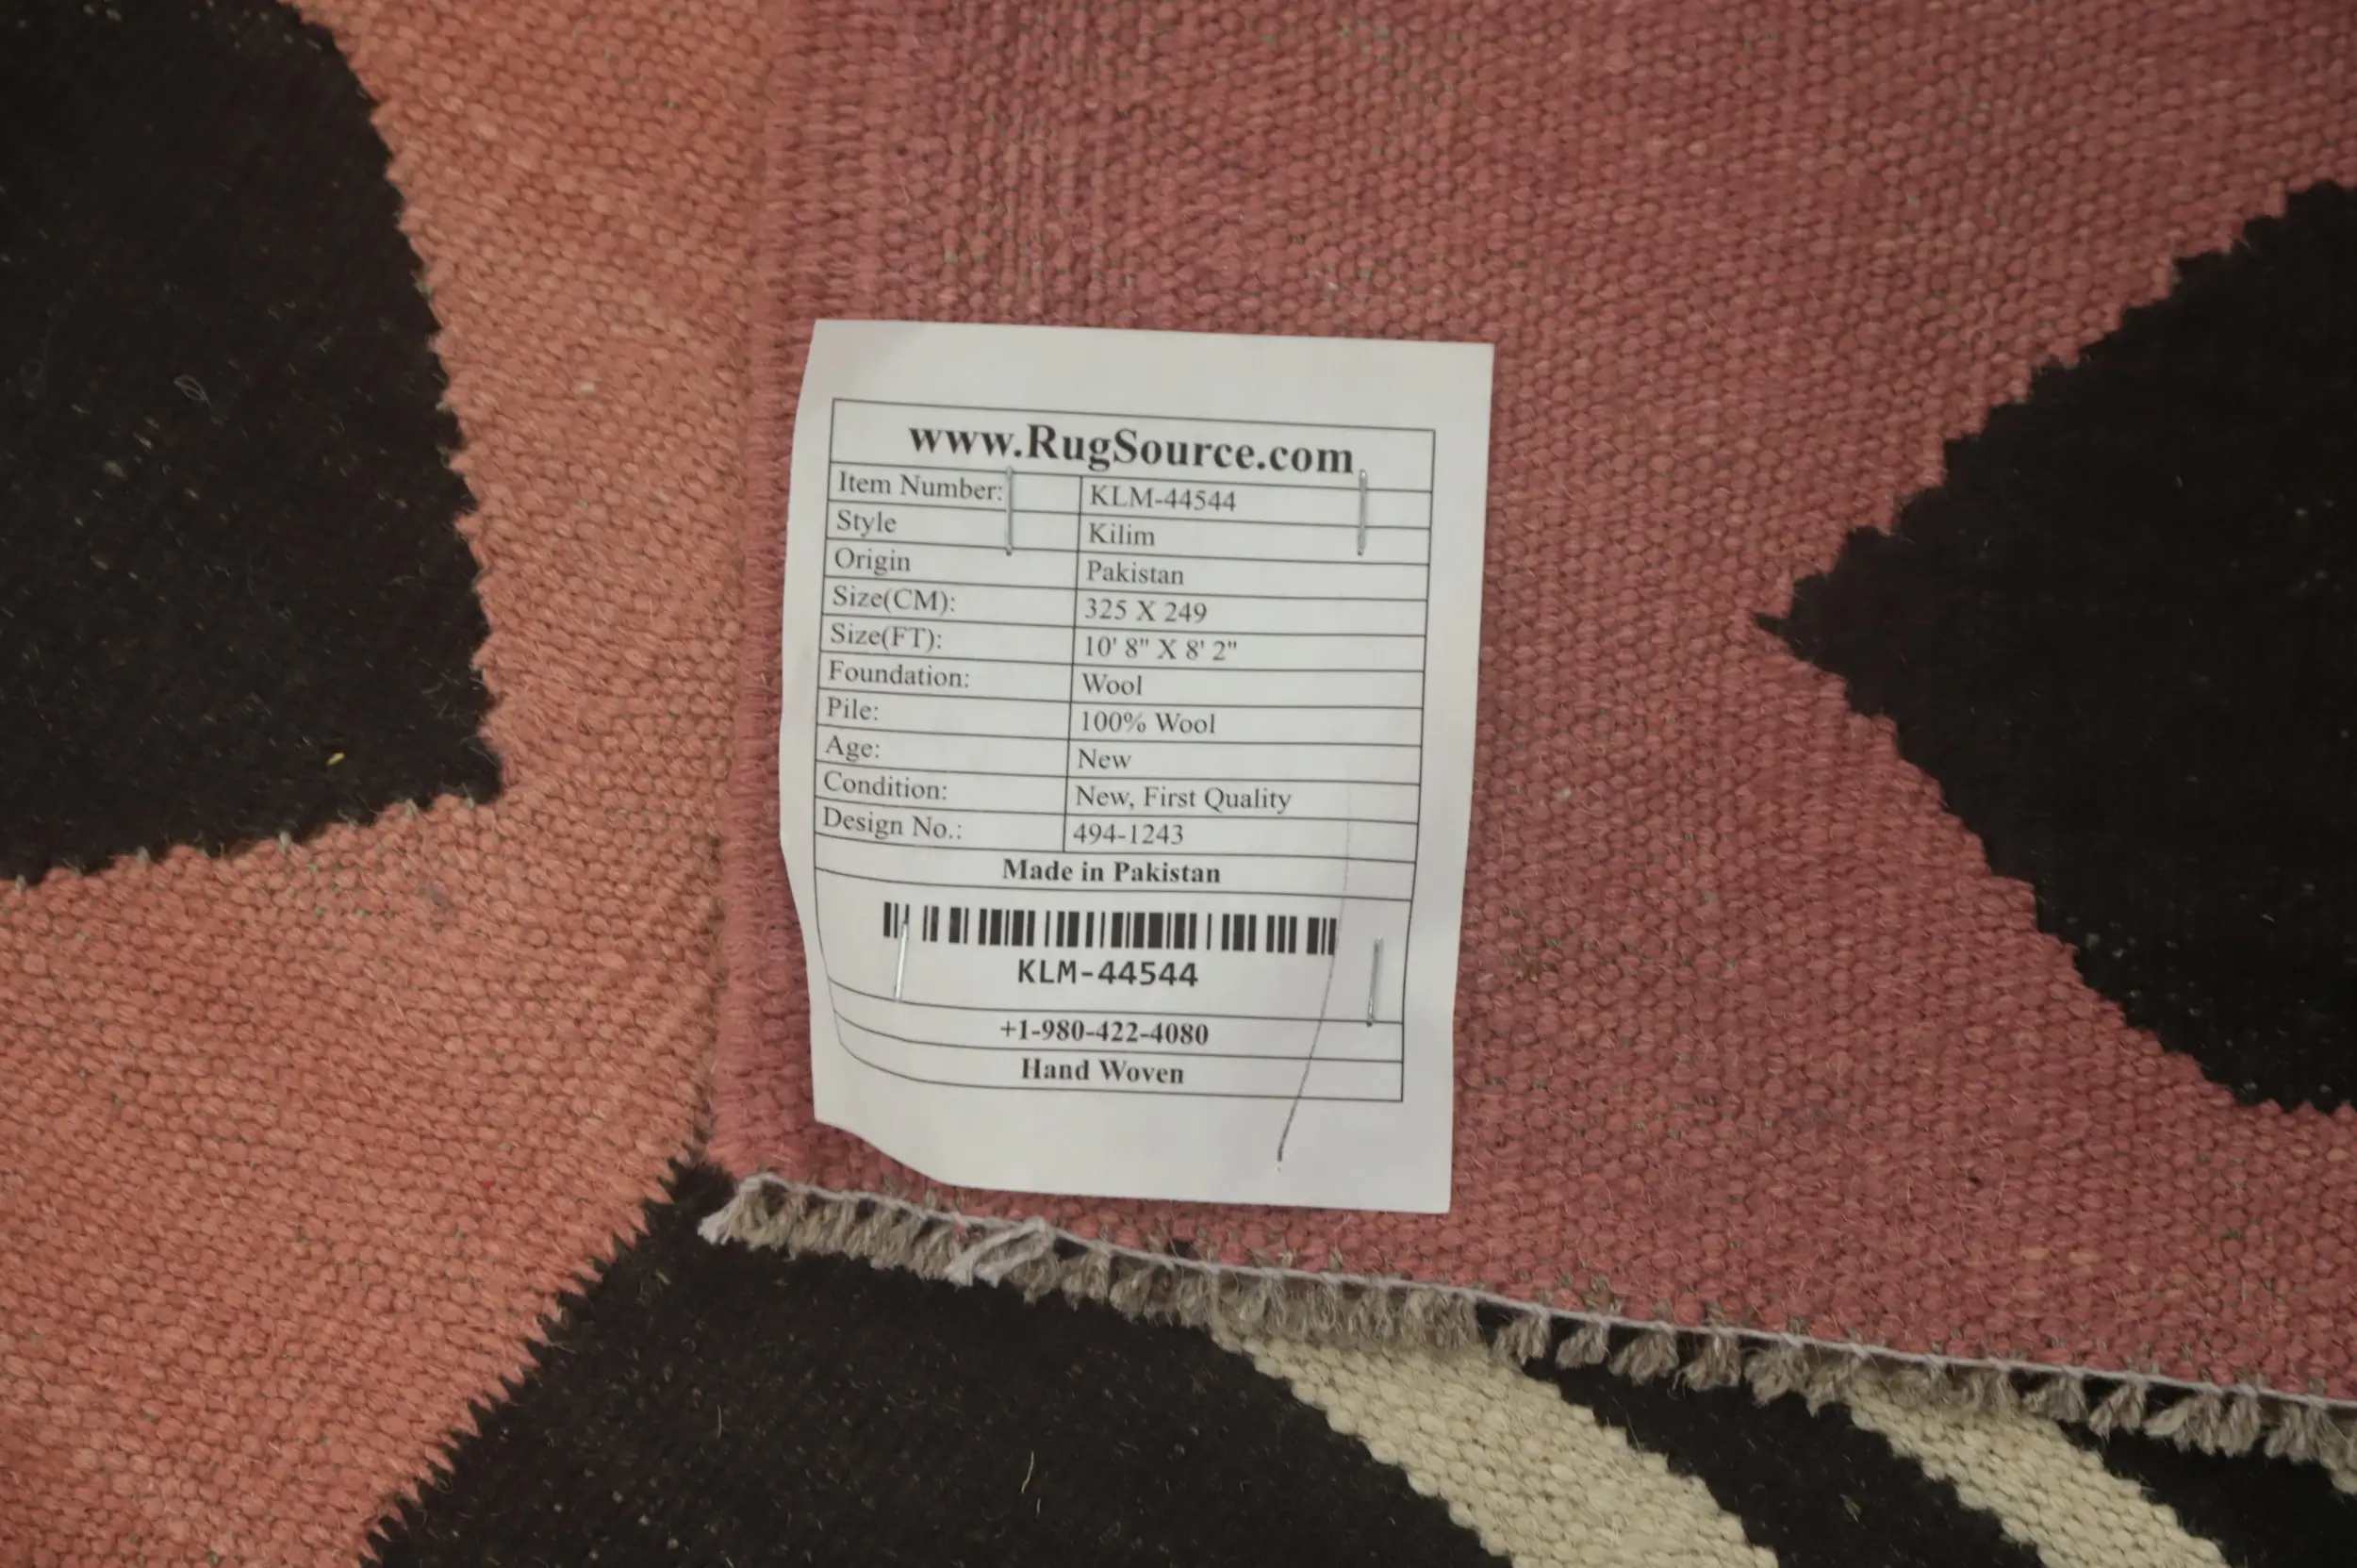 www.RugSource.com
Item Number: KLM-44544
Style Kilim
Origin Pakistan
Size(CM): 325 X 249
Size(FT): 10' 8" X 8' 2"
Foundation: Wool
Pile: 100% Wool
Age: New
Condition: New, First Quality
Design No.: 494-1243
Made in Pakistan
KLM-44544
+1-980-422-4080
Hand Woven